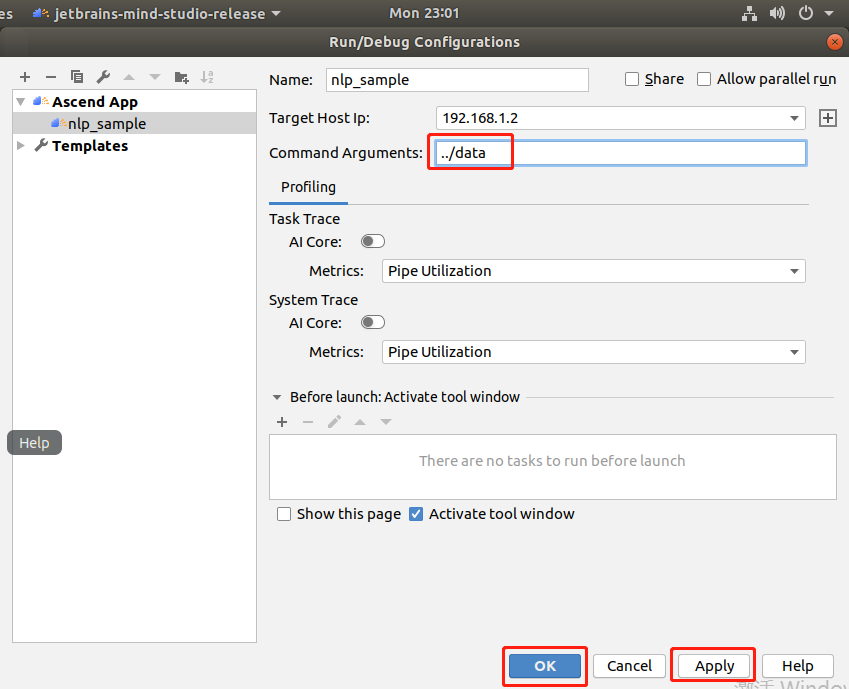 es jetbrains-mind-studio-release Mon 23:01
Run/Debug Configurations
Name: nlp_sample Share Allow parallel run
Ascend App
nlp_sample
Templates
Target Host Ip: 192.168.1.2
Command Arguments: ../data
Profiling
Task Trace
AI Core:
Metrics: Pipe Utilization
System Trace
AI Core:
Metrics: Pipe Utilization
Before launch: Activate tool window
There are no tasks to run before launch
Help
Show this page Activate tool window
OK Cancel Apply Help
激活 Window